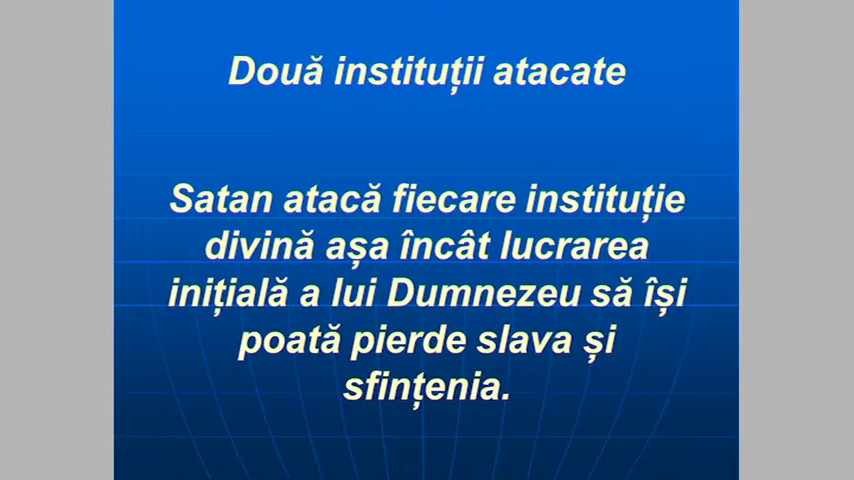 Două instituții atacate
Satan atacă fiecare instituție
divină așa încât lucrarea
inițială a lui Dumnezeu să își
poată pierde slava și
sfințenia.